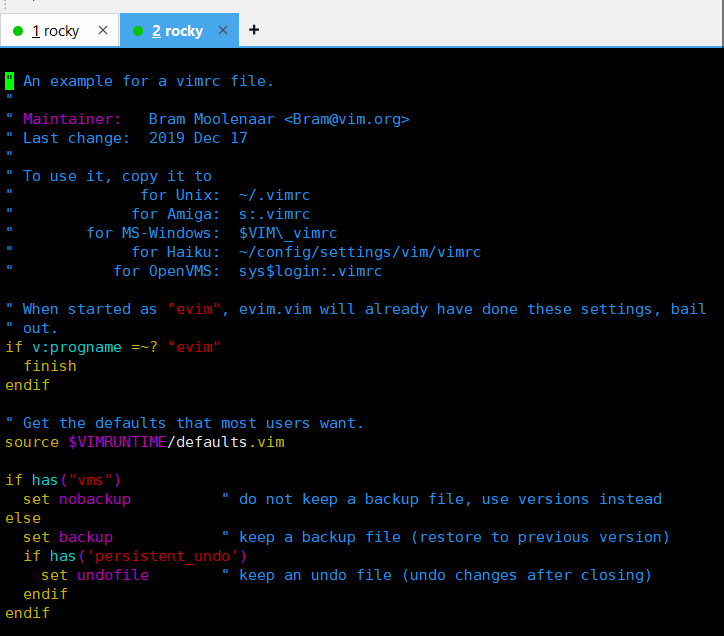 1 rocky × 2 rocky × +
" An example for a vimrc file.
"
" Maintainer:   Bram Moolenaar <Bram@vim.org>
" Last change:  2019 Dec 17
"
" To use it, copy it to
"              for Unix:  ~/.vimrc
"             for Amiga:  s:.vimrc
"        for MS-Windows:  $VIM\_vimrc
"             for Haiku:  ~/config/settings/vim/vimrc
"           for OpenVMS:  sys$login:.vimrc

" When started as "evim", evim.vim will already have done these settings, bail
" out.
if v:progname =~? "evim"
  finish
endif

" Get the defaults that most users want.
source $VIMRUNTIME/defaults.vim

if has("vms")
  set nobackup          " do not keep a backup file, use versions instead
else
  set backup            " keep a backup file (restore to previous version)
  if has('persistent_undo')
    set undofile        " keep an undo file (undo changes after closing)
  endif
endif